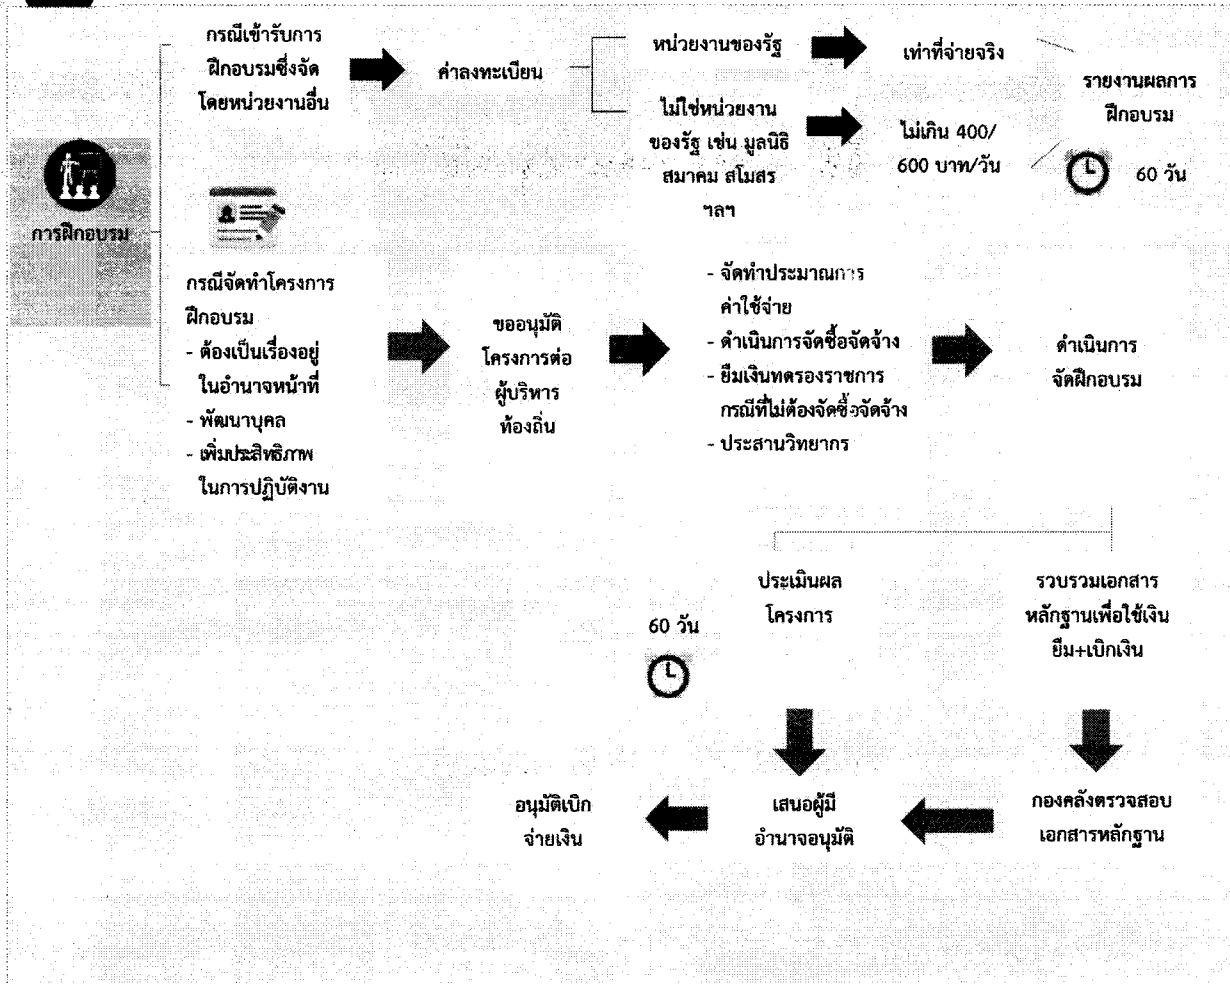 การฝึกอบรม
กรณีเข้ารับการ
ฝึกอบรมซึ่งจัด
โดยหน่วยงานอื่น
ค่าลงทะเบียน
หน่วยงานของรัฐ
เท่าที่จ่ายจริง
ไม่ใช่หน่วยงาน
ของรัฐ เช่น มูลนิธิ
สมาคม สโมสร
ฯลฯ
ไม่เกิน 400/
600 บาท/วัน
รายงานผลการ
ฝึกอบรม
60 วัน
กรณีจัดทำโครงการ
ฝึกอบรม
- ต้องเป็นเรื่องอยู่
ในอำนาจหน้าที่
- พัฒนาบุคล
- เพิ่มประสิทธิภาพ
ในการปฏิบัติงาน
ขออนุมัติ
โครงการต่อ
ผู้บริหาร
ท้องถิ่น
- จัดทำประมาณการ
ค่าใช้จ่าย
- ดำเนินการจัดซื้อจัดจ้าง
- ยืมเงินทดรองราชการ
กรณีที่ไม่ต้องจัดซื้อจัดจ้าง
- ประสานวิทยากร
ดำเนินการ
จัดฝึกอบรม
ประเมินผล
โครงการ
60 วัน
รวบรวมเอกสาร
หลักฐานเพื่อใช้เงิน
ยืม+เบิกเงิน
กองคลังตรวจสอบ
เอกสารหลักฐาน
เสนอผู้มี
อำนาจอนุมัติ
อนุมัติเบิก
จ่ายเงิน